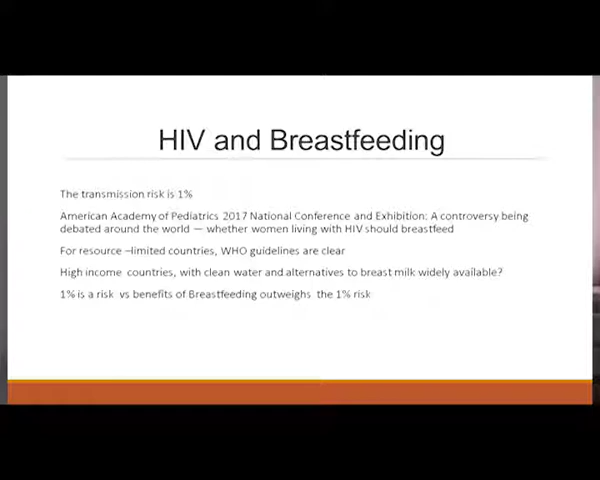 HIV and Breastfeeding
The transmission risk is 1%
American Academy of Pediatrics 2017 National Conference and Exhibition: A controversy being
debated around the world — whether women living with HIV should breastfeed
For resource –limited countries, WHO guidelines are clear
High income countries, with clean water and alternatives to breast milk widely available?
1% is a risk vs benefits of Breastfeeding outweighs the 1% risk